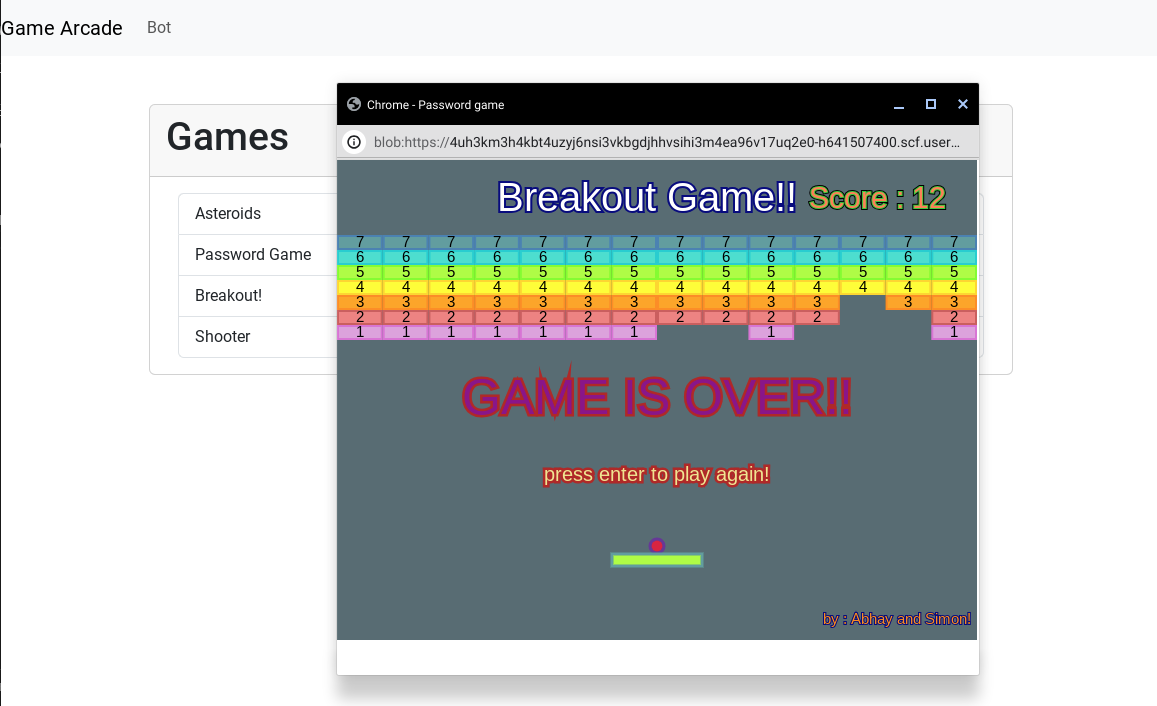 Game Arcade Bot
Games
Asteroids
Password Game
Breakout!
Shooter
Chrome - Password game
blob:https://4uh3km3h4kbt4uzyj6nsi3vkbgdjhhvsihi3m4ea96v17uq2e0-h641507400.scf.user…
Breakout Game!! Score : 12
7 7 7 7 7 7 7 7 7 7 7 7 7 7
6 6 6 6 6 6 6 6 6 6 6 6 6 6
5 5 5 5 5 5 5 5 5 5 5 5 5 5
4 4 4 4 4 4 4 4 4 4 4 4 4 4
3 3 3 3 3 3 3 3 3 3 3 3 3
2 2 2 2 2 2 2 2 2 2 2 2
1 1 1 1 1 1 1 1 1
GAME IS OVER!!
press enter to play again!
by : Abhay and Simon!